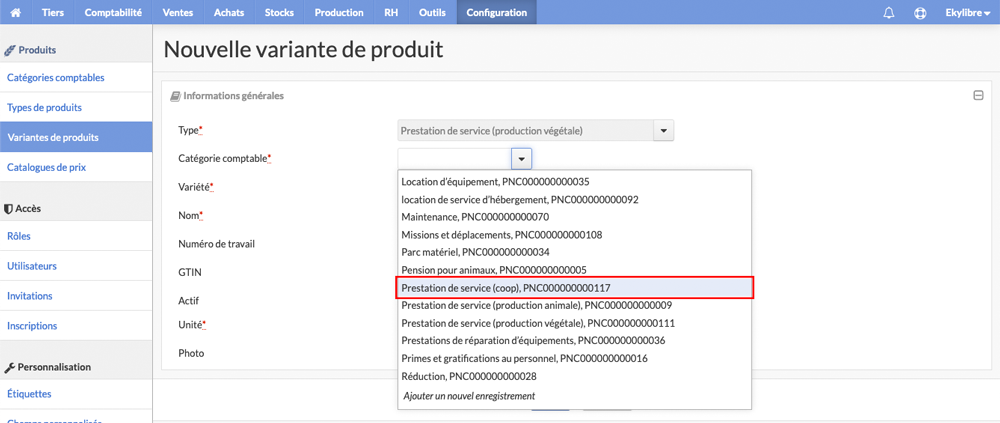 Tiers Comptabilité Ventes Achats Stocks Production RH Outils Configuration Ekylibre
Produits
Catégories comptables
Types de produits
Variantes de produits
Catalogues de prix
Accès
Rôles
Utilisateurs
Invitations
Inscriptions
Personnalisation
Étiquettes
Champs personnalisés
Nouvelle variante de produit
Informations générales
Type* Prestation de service (production végétale)
Catégorie comptable*
Variété*
Nom*
Numéro de travail
GTIN
Actif
Unité*
Photo
Location d'équipement, PNC000000000035
location de service d'hébergement, PNC000000000092
Maintenance, PNC000000000070
Missions et déplacements, PNC000000000108
Parc matériel, PNC000000000034
Pension pour animaux, PNC000000000005
Prestation de service (coop), PNC000000000117
Prestation de service (production animale), PNC000000000009
Prestation de service (production végétale), PNC000000000111
Prestations de réparation d'équipements, PNC000000000036
Primes et gratifications au personnel, PNC000000000016
Réduction, PNC000000000028
Ajouter un nouvel enregistrement